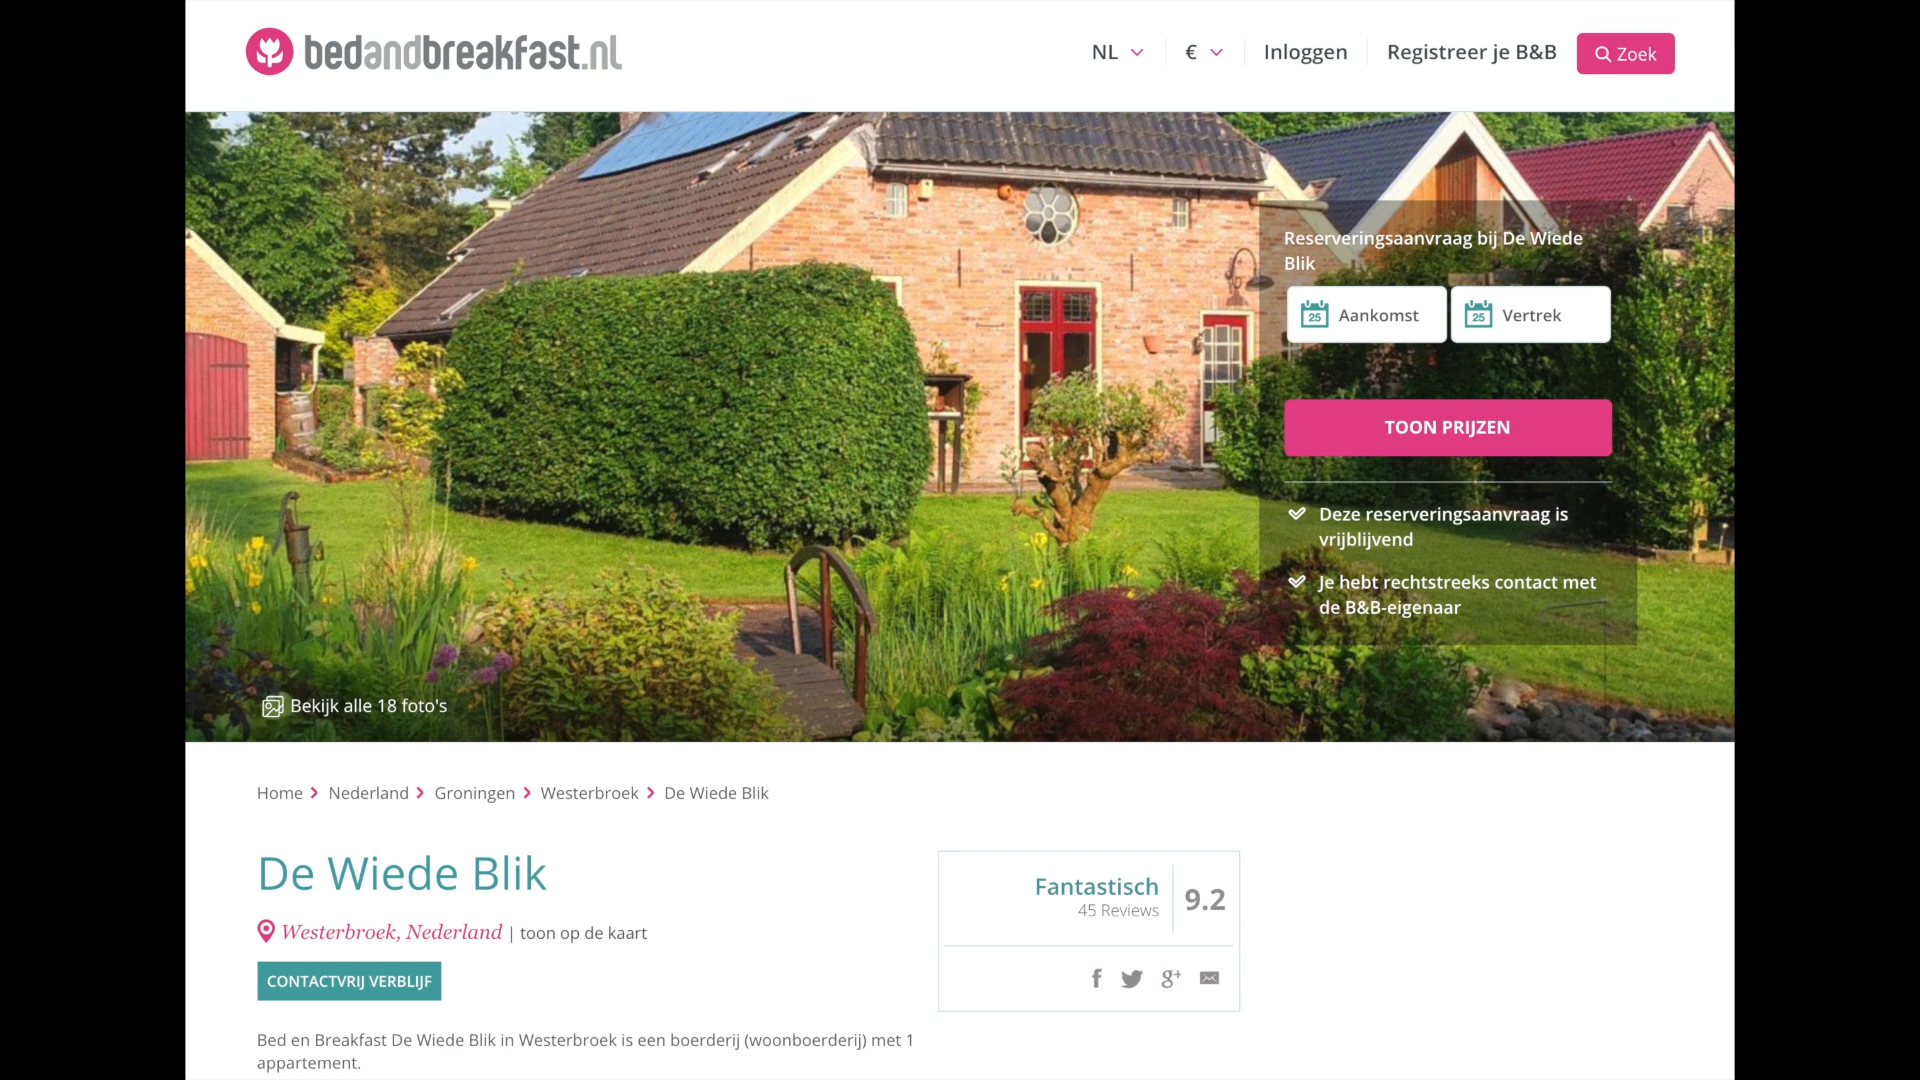 bedandbreakfast.nl
NL € Inloggen Registreer je B&B Zoek
Reserveringsaanvraag bij De Wiede
Blik
25 Aankomst 25 Vertrek
TOON PRIJZEN
Deze reserveringsaanvraag is
vrijblijvend
Je hebt rechtstreeks contact met
de B&B-eigenaar
Bekijk alle 18 foto's
Home Nederland Groningen Westerbroek De Wiede Blik
De Wiede Blik
Westerbroek, Nederland | toon op de kaart
CONTACTVRIJ VERBLIJF
Fantastisch 9.2
45 Reviews
f g+
Bed en Breakfast De Wiede Blik in Westerbroek is een boerderij (woonboerderij) met 1
appartement.